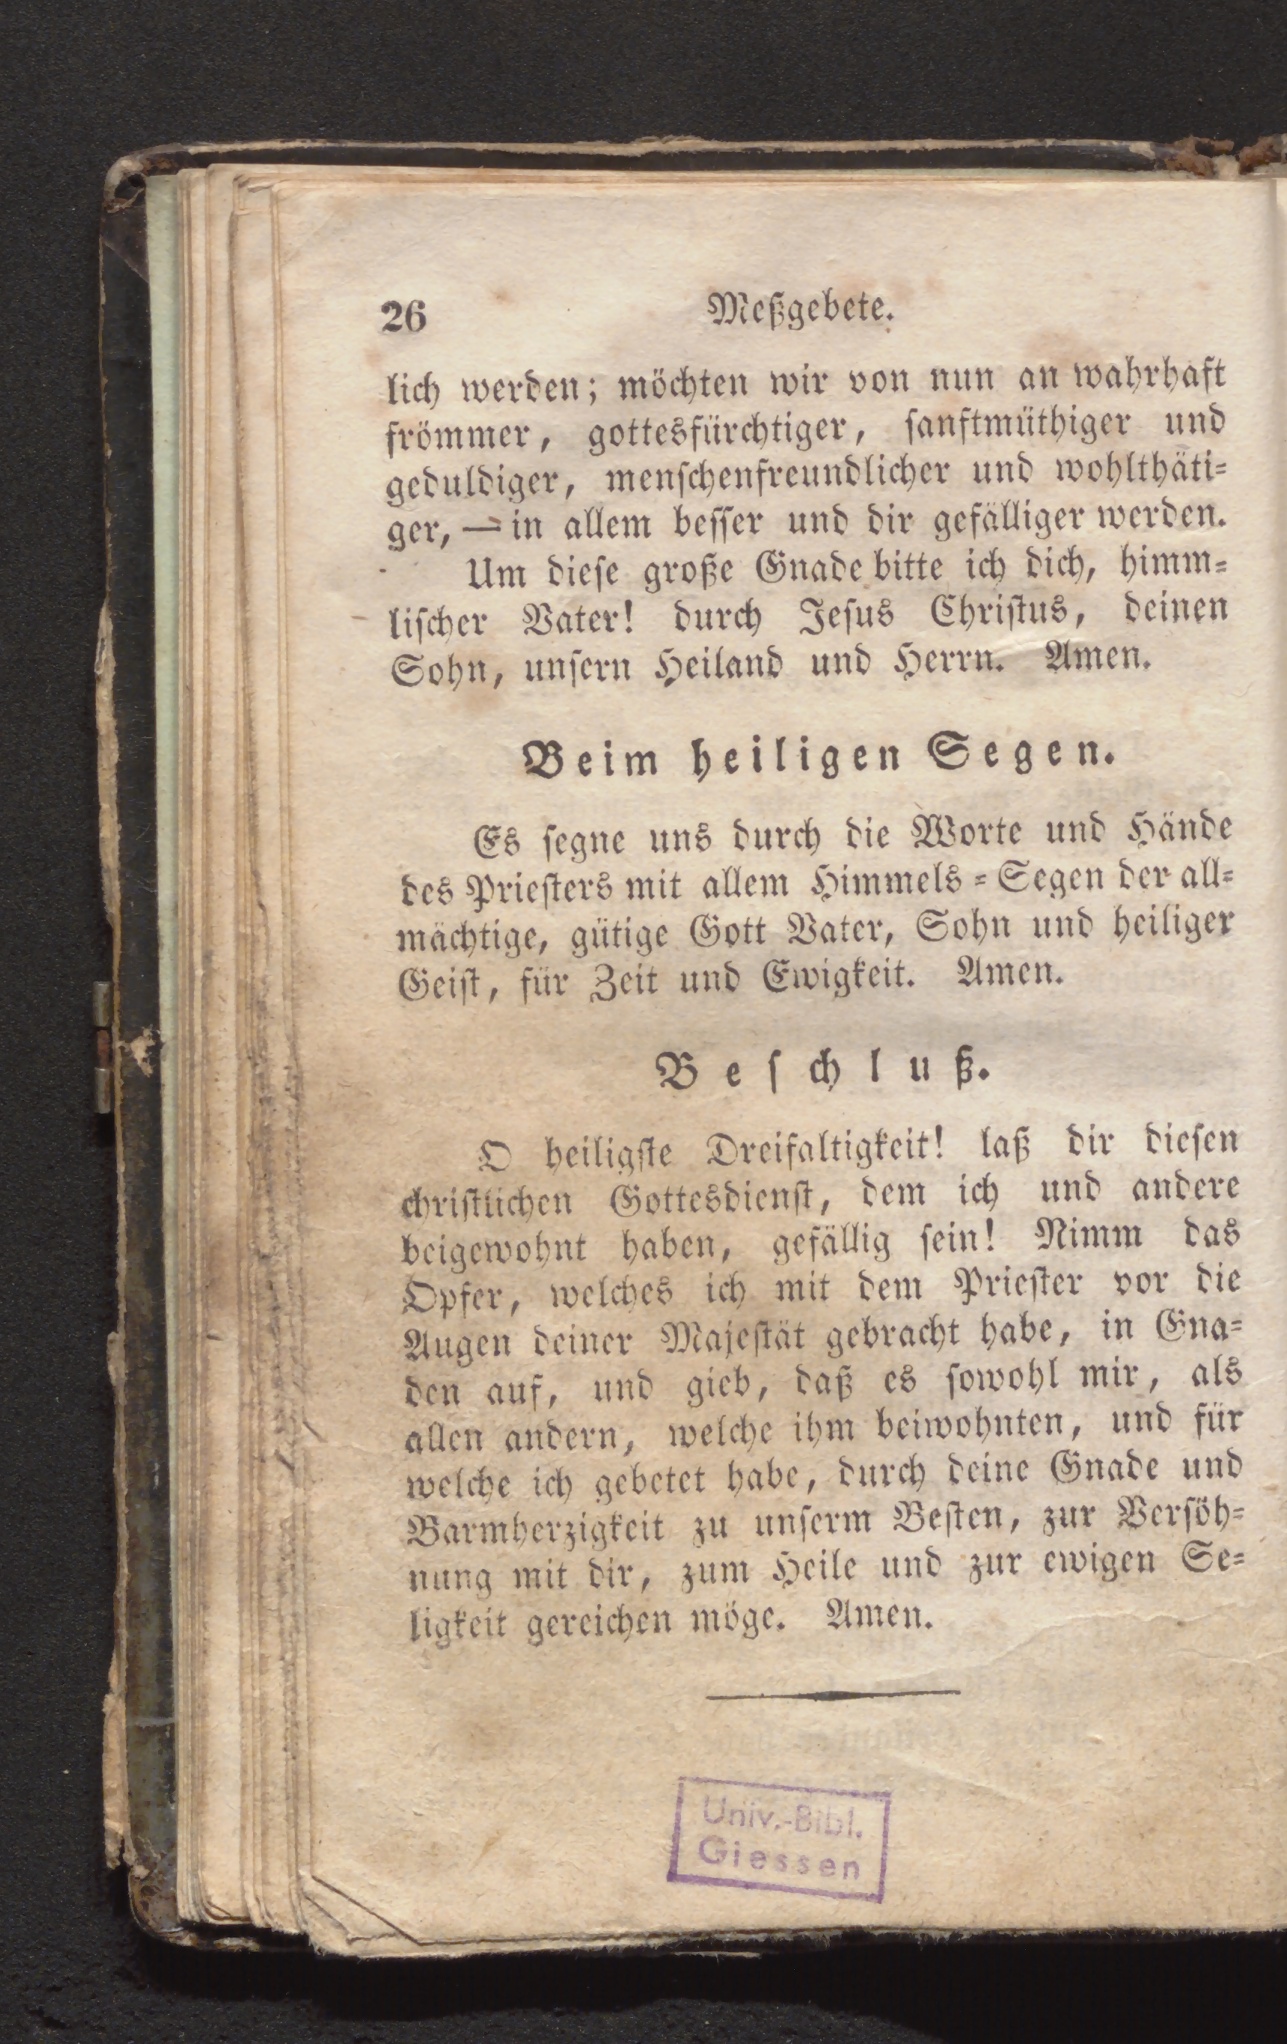 26
Meßgebete.
lich werden; möchten wir von nun an wahrhaft
frömmer, gottesfürchtiger, sanftmüthiger und
geduldiger, menschenfreundlicher und wohlthäti-
ger, — in allem besser und dir gefälliger werden.
Um diese große Gnade bitte ich dich, himm-
lischer Vater! durch Jesus Christus, deinen
Sohn, unsern Heiland und Herrn. Amen.
Beim heiligen Segen.
Es segne uns durch die Worte und Hände
des Priesters mit allem Himmels-Segen der all-
mächtige, gütige Gott Vater, Sohn und heiliger
Geist, für Zeit und Ewigkeit. Amen.
Beschluß.
O heiligste Dreifaltigkeit! laß dir diesen
christlichen Gottesdienst, dem ich und andere
beigewohnt haben, gefällig sein! Nimm das
Opfer, welches ich mit dem Priester vor die
Augen deiner Majestät gebracht habe, in Gna-
den auf, und gieb, daß es sowohl mir, als
allen andern, welche ihm beiwohnten, und für
welche ich gebetet habe, durch deine Gnade und
Barmherzigkeit zu unserm Besten, zur Versöh-
nung mit dir, zum Heile und zur ewigen Se-
ligkeit gereichen möge. Amen.
Univ.-Bibl.
Giessen